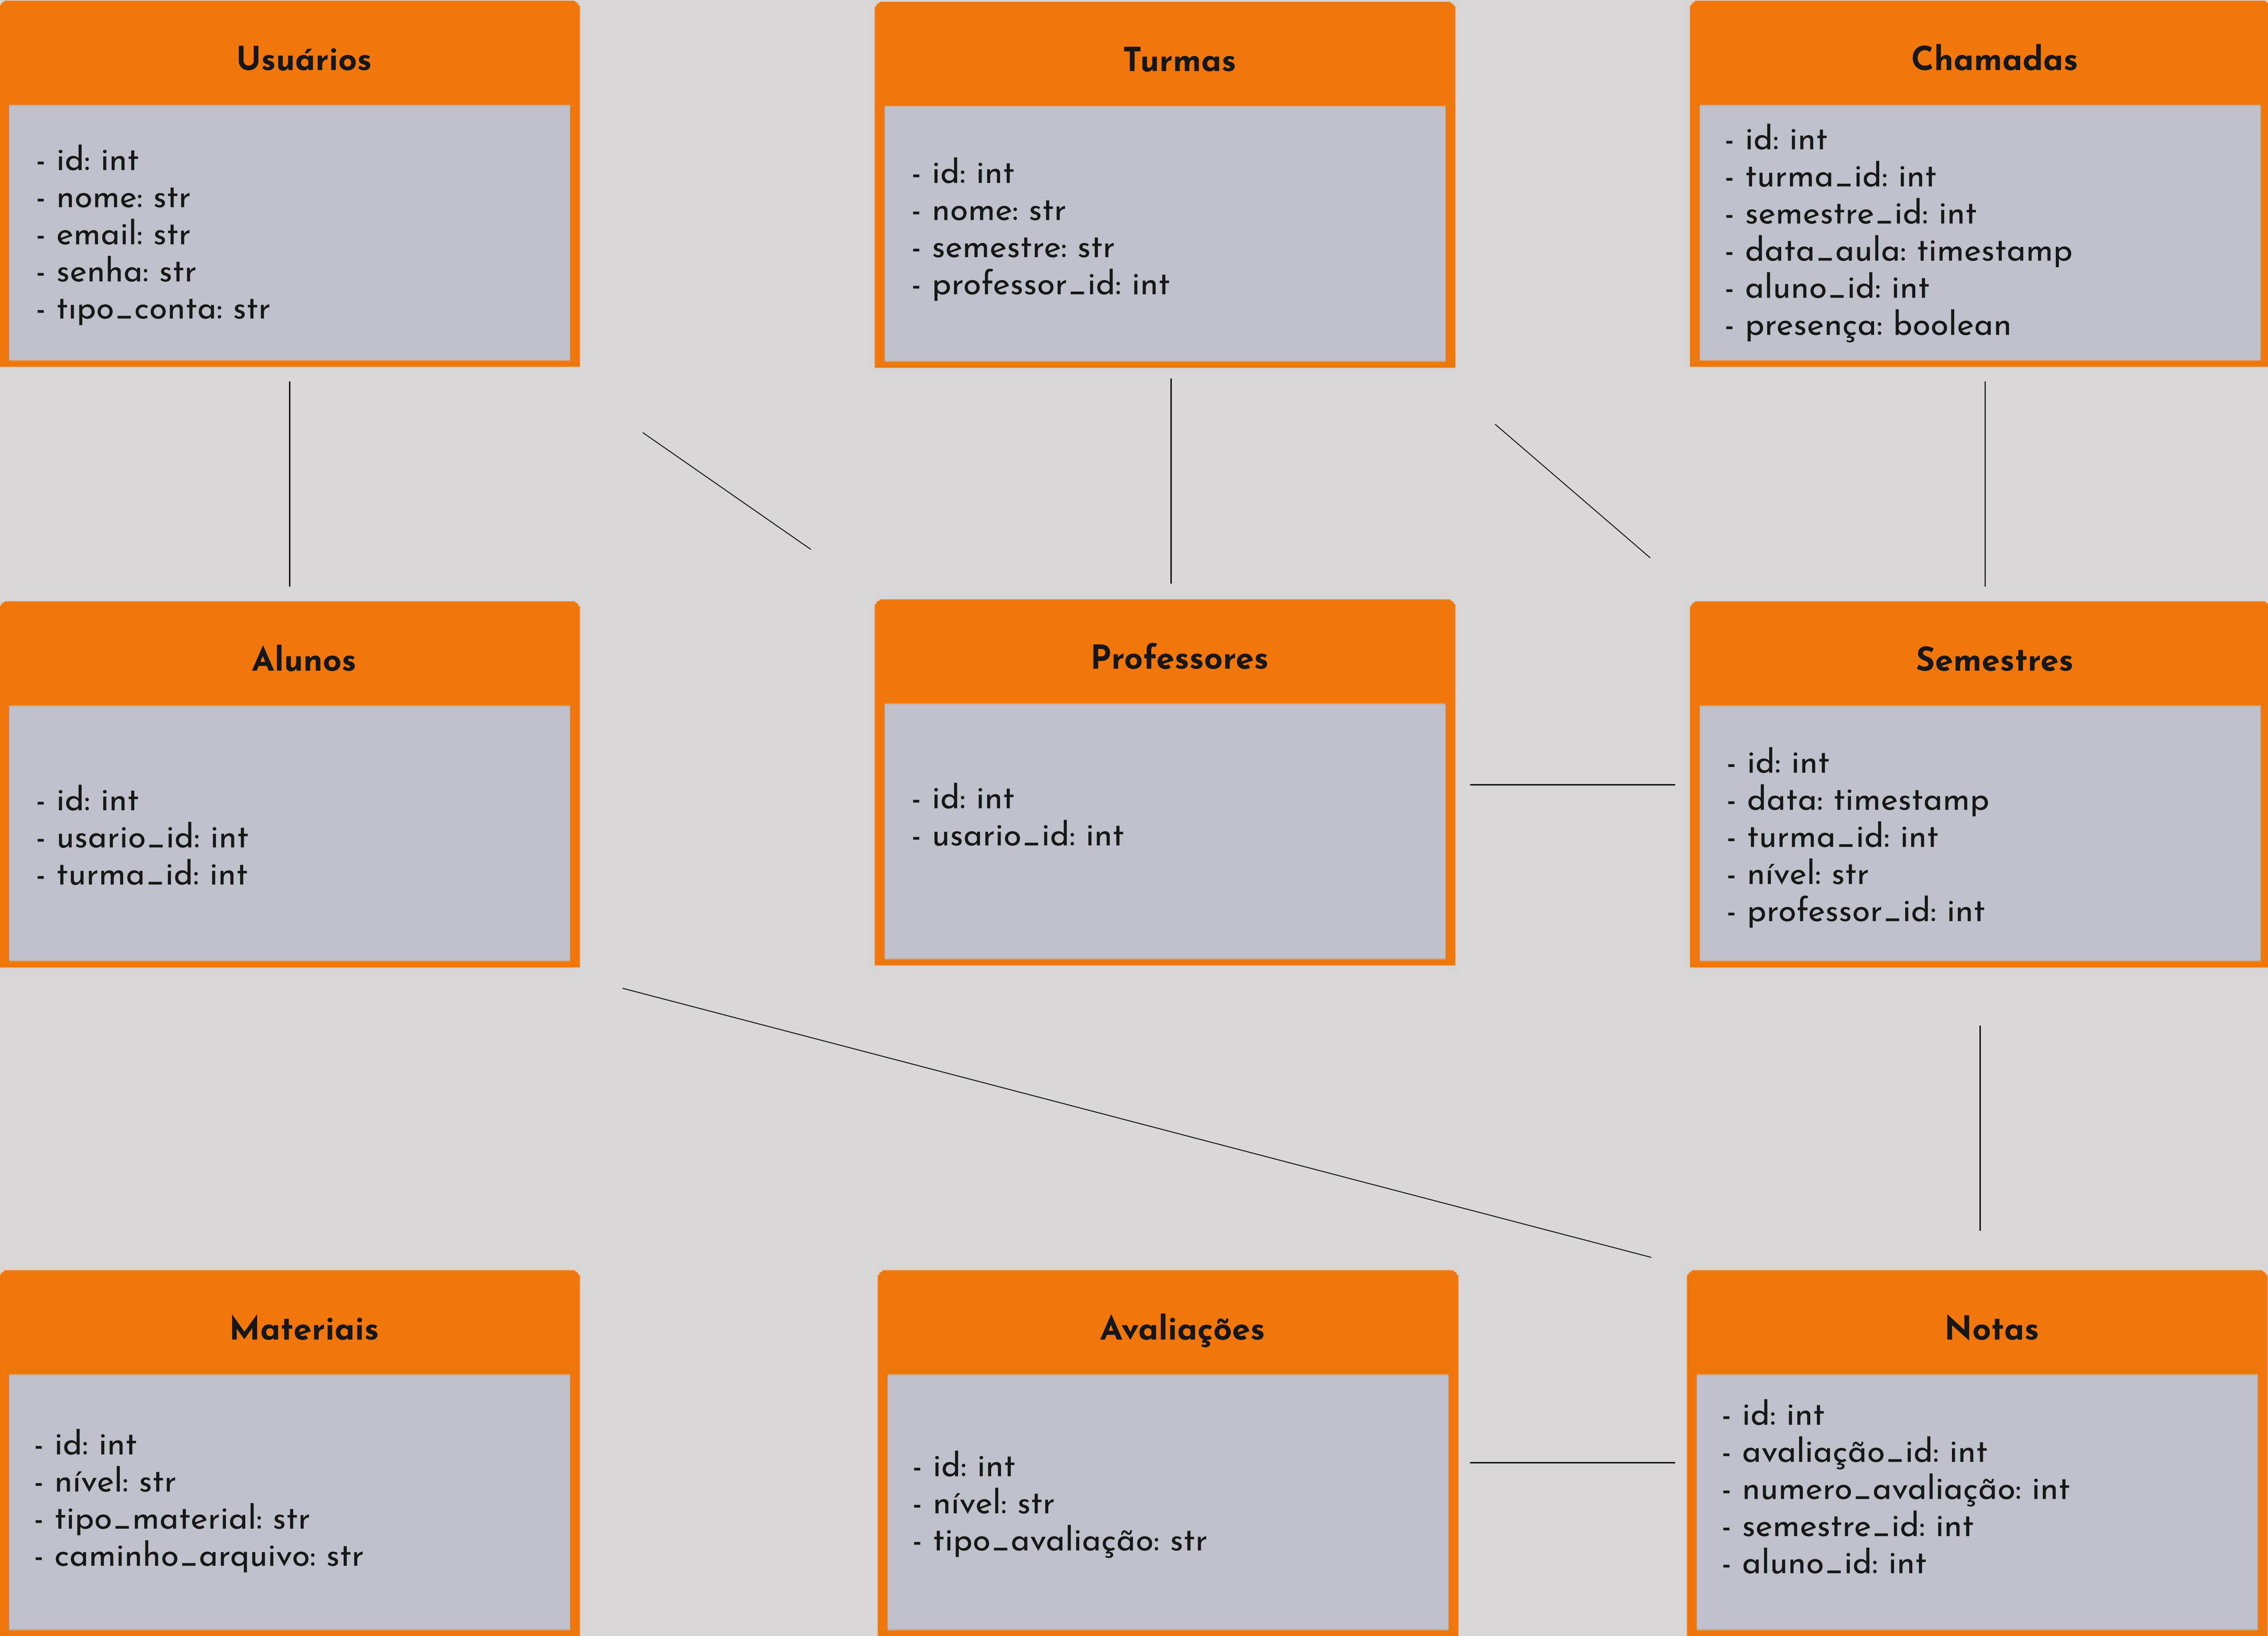 Usuários
- id: int
- nome: str
- email: str
- senha: str
- tıpo_conta: str
Turmas
- id: int
- nome: str
- semestre: str
- professor_id: int
Chamadas
- id: int
- turma_id: int
- semestre_id: int
- data_aula: timestamp
- aluno_id: int
- presença: boolean
Alunos
- id: int
- usario_id: int
- turma_id: int
Professores
- id: int
- usario_id: int
Semestres
- id: int
- data: timestamp
- turma_id: int
- nível: str
- professor_id: int
Materiais
- id: int
- nível: str
- tipo_material: str
- caminho_arquivo: str
Avaliações
- id: int
- nível: str
- tipo_avaliação: str
Notas
- id: int
- avaliação_id: int
- numero_avaliação: int
- semestre_id: int
- aluno_id: int